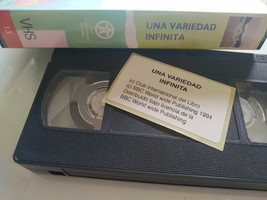 UNA VARIEDAD
INFINITA
VHS
13
UNA VARIEDAD
INFINITA
(c) Club Internacional del Libro
(c) BBC World wide Publishing 1994
Distribuido bajo licencia de la
BBC World wide Publishing